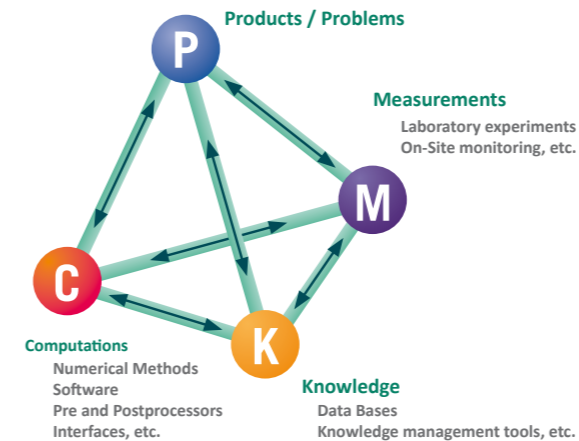 P
Products / Problems
Measurements
Laboratory experiments
On-Site monitoring, etc.
M
C
Computations
Numerical Methods
Software
Pre and Postprocessors
Interfaces, etc.
K
Knowledge
Data Bases
Knowledge management tools, etc.